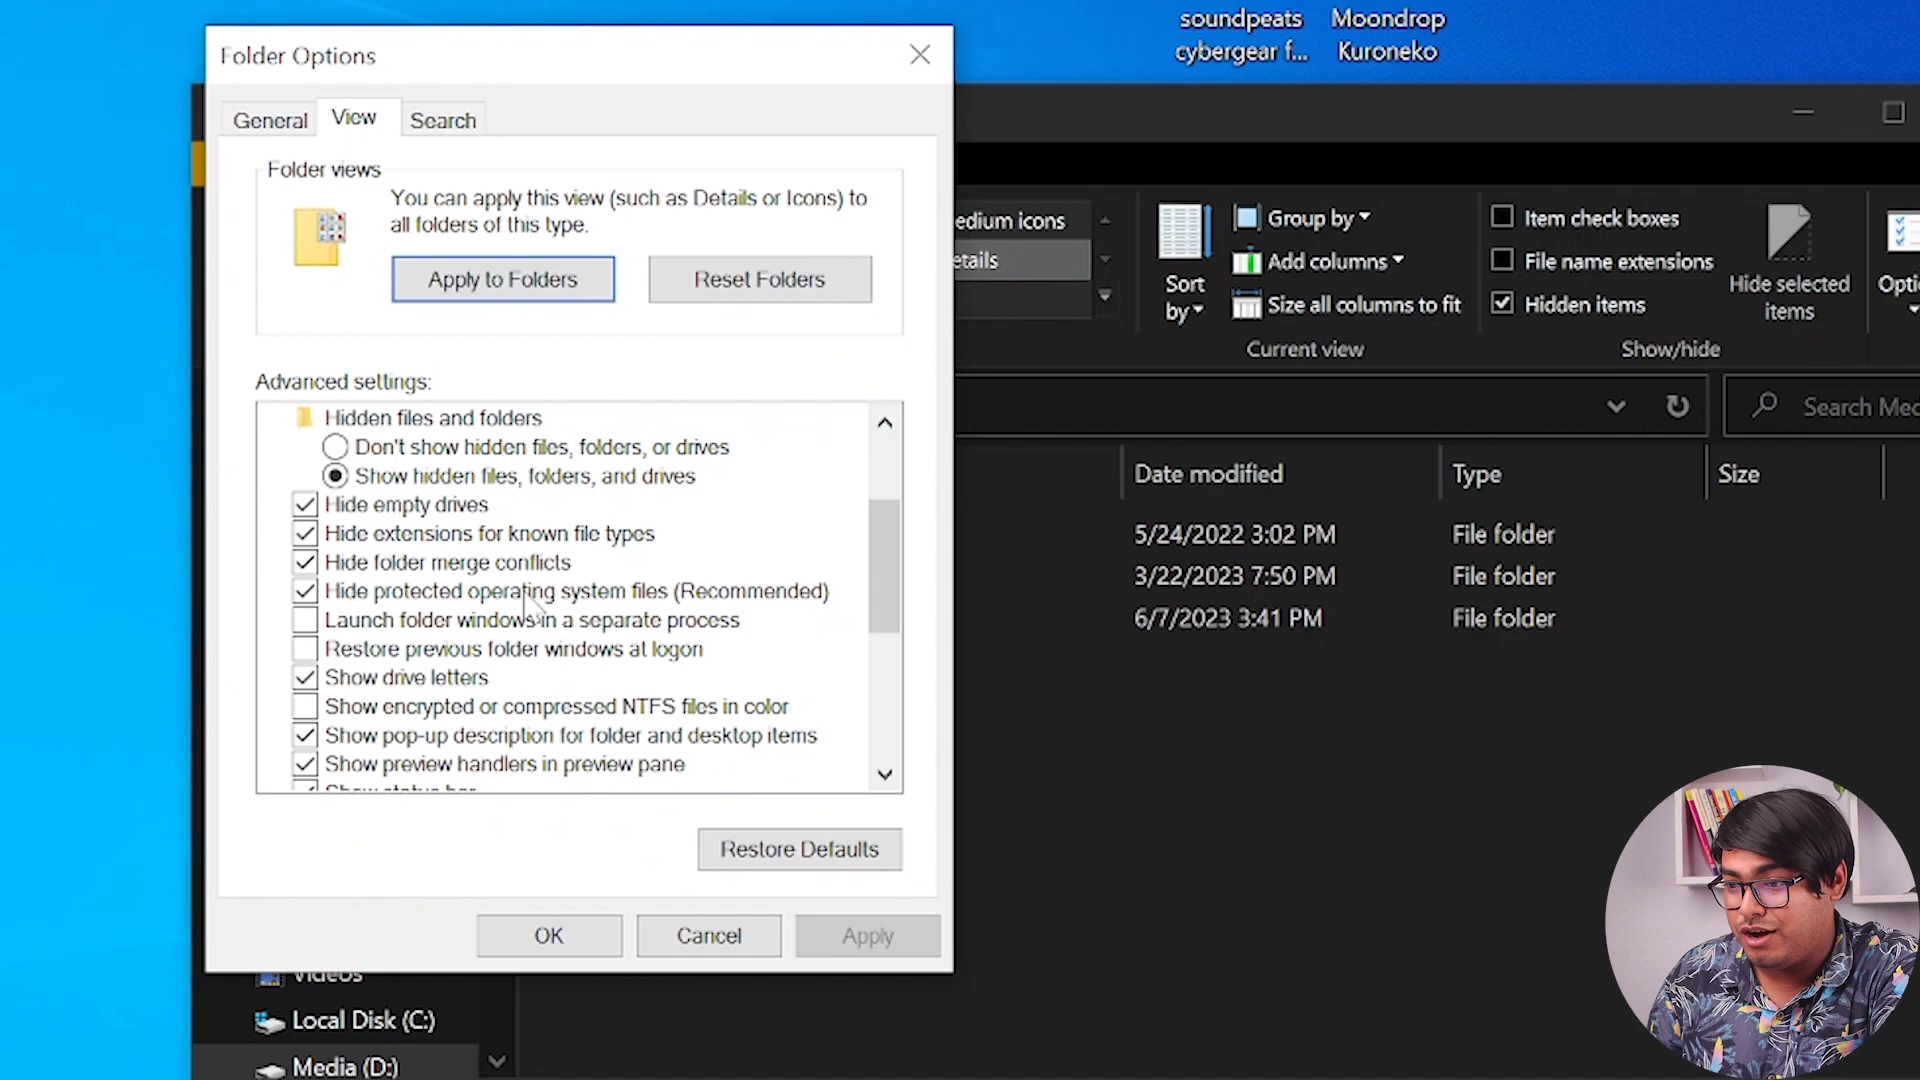 soundpeats
cybergear f...
Moondrop
Kuroneko
Folder Options
General
View
Search
Folder views
You can apply this view (such as Details or Icons) to
all folders of this type.
Apply to Folders
Reset Folders
Advanced settings:
Hidden files and folders
Don't show hidden files, folders, or drives
Show hidden files, folders, and drives
Hide empty drives
Hide extensions for known file types
Hide folder merge conflicts
Hide protected operating system files (Recommended)
Launch folder windows in a separate process
Restore previous folder windows at logon
Show drive letters
Show encrypted or compressed NTFS files in color
Show pop-up description for folder and desktop items
Show preview handlers in preview pane
Show status bar
Restore Defaults
OK
Cancel
Apply
edium icons
etails
Sort
by
Group by
Add columns
Size all columns to fit
Current view
Item check boxes
File name extensions
Hidden items
Hide selected
items
Show/hide
Optio
Search Med
Date modified
Type
Size
5/24/2022 3:02 PM
File folder
3/22/2023 7:50 PM
File folder
6/7/2023 3:41 PM
File folder
Videos
Local Disk (C:)
Media (D:)